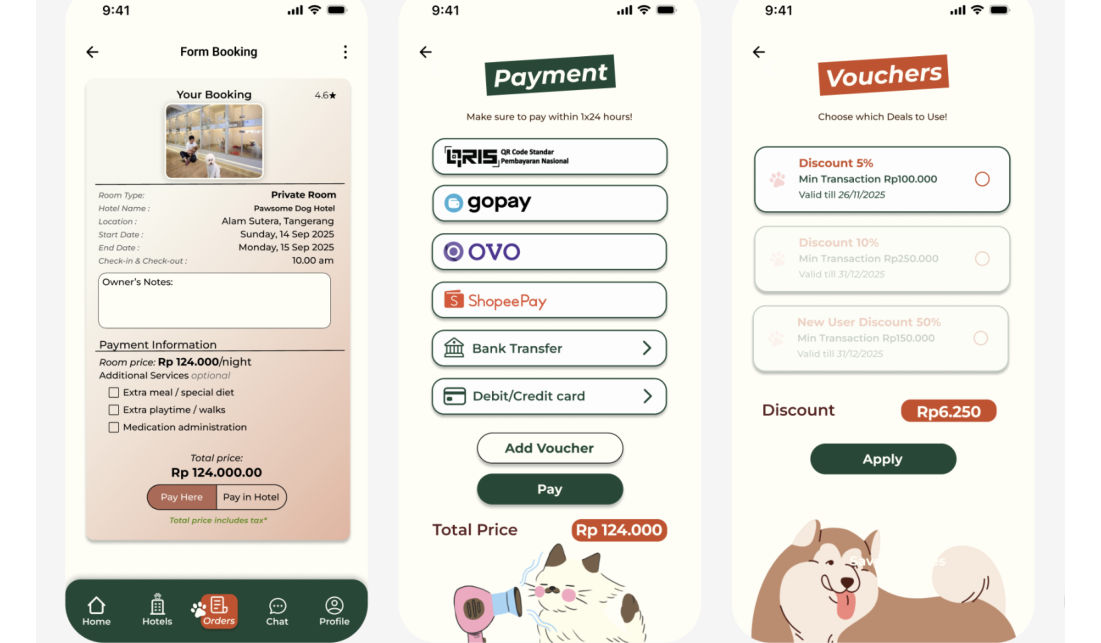 9:41
Form Booking
Your Booking
4.6★
Room Type: Private Room
Hotel Name : Pawsome Dog Hotel
Location : Alam Sutera, Tangerang
Start Date : Sunday, 14 Sep 2025
End Date : Monday, 15 Sep 2025
Check-in & Check-out : 10.00 am
Owner's Notes:
Payment Information
Room price: Rp 124.000/night
Additional Services optional
Extra meal / special diet
Extra playtime / walks
Medication administration
Total price:
Rp 124.000.00
Pay Here
Pay in Hotel
Total price includes tax*
Home
Hotels
Orders
Chat
Profile
9:41
Payment
Make sure to pay within 1x24 hours!
QRIS
QR Code Standar
Pembayaran Nasional
gopay
OVO
S ShopeePay
Bank Transfer
Debit/Credit card
Add Voucher
Pay
Total Price
Rp 124.000
9:41
Vouchers
Choose which Deals to Use!
Discount 5%
Min Transaction Rp100.000
Valid till 26/11/2025
Discount 10%
Min Transaction Rp250.000
Valid till 31/12/2025
New User Discount 50%
Min Transaction Rp150.000
Valid till 31/12/2025
Discount
Rp6.250
Apply